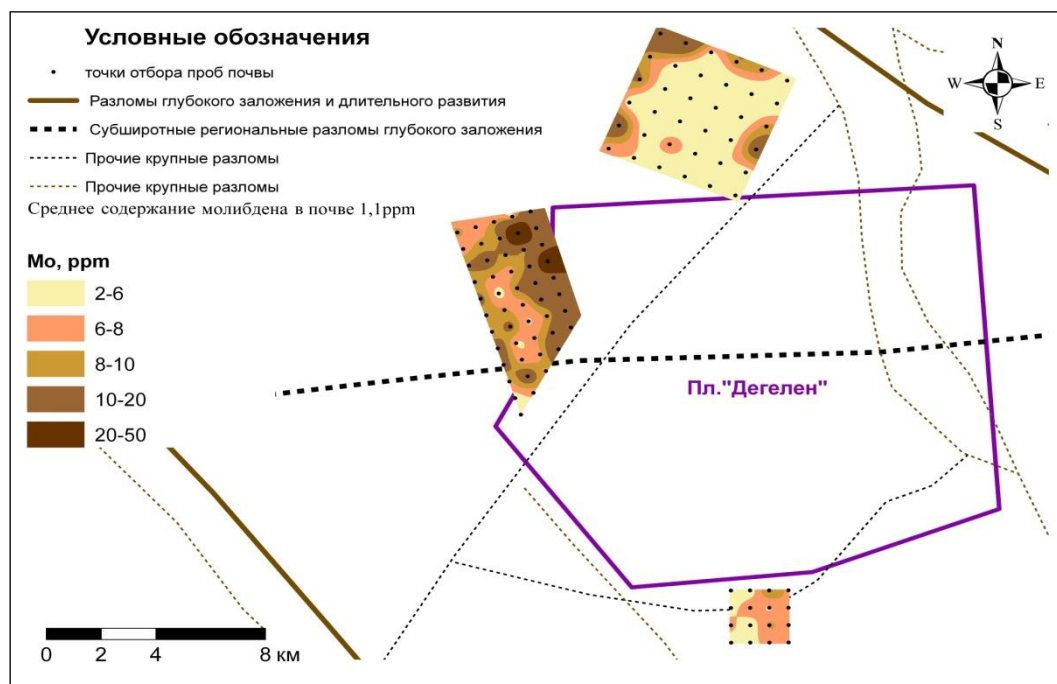 Условные обозначения
точки отбора проб почвы
Разломы глубокого заложения и длительного развития
Субширотные региональные разломы глубокого заложения
Прочие крупные разломы
Прочие крупные разломы
Среднее содержание молибдена в почве 1,1ppm
N
W E
S
Mo, ppm
2-6
6-8
8-10
10-20
20-50
Пл."Дегелен"
0 2 4 8 км